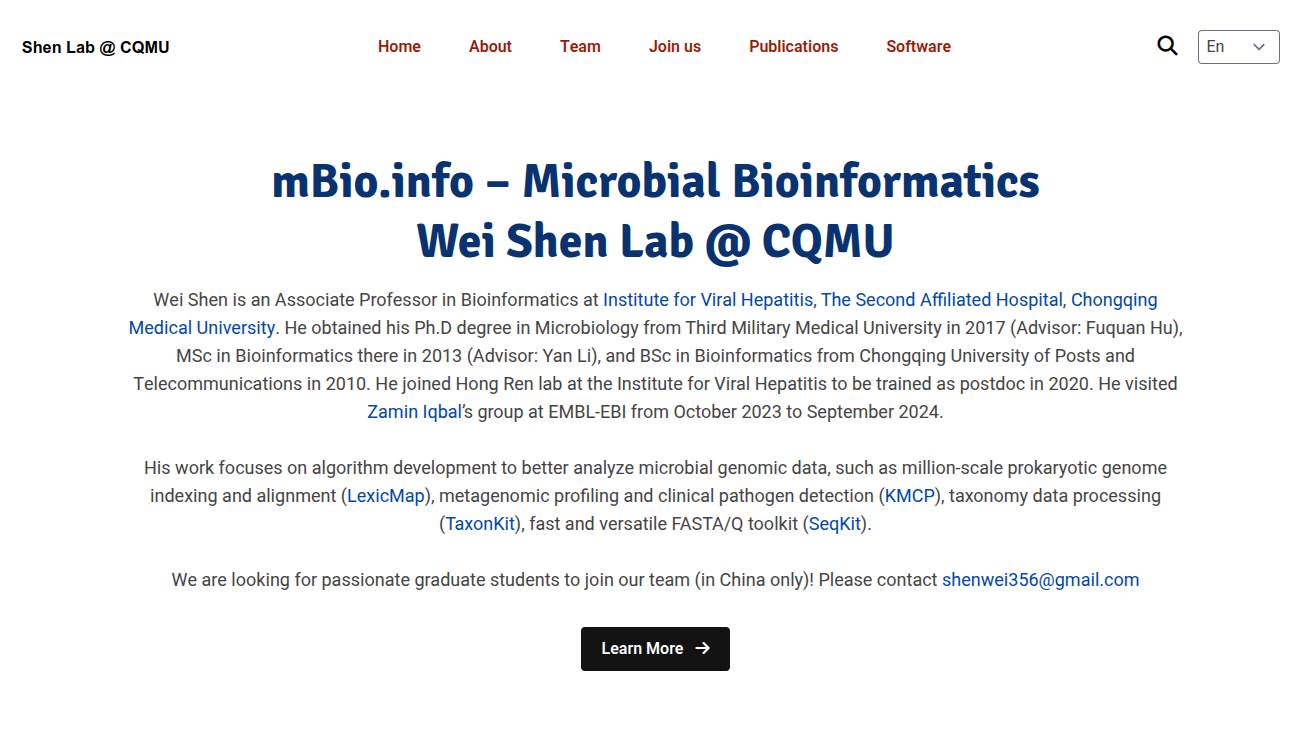 Shen Lab @ CQMU
Home
About
Team
Join us
Publications
Software
En
mBio.info – Microbial Bioinformatics
Wei Shen Lab @ CQMU
Wei Shen is an Associate Professor in Bioinformatics at Institute for Viral Hepatitis, The Second Affiliated Hospital, Chongqing
Medical University. He obtained his Ph.D degree in Microbiology from Third Military Medical University in 2017 (Advisor: Fuquan Hu),
MSc in Bioinformatics there in 2013 (Advisor: Yan Li), and BSc in Bioinformatics from Chongqing University of Posts and
Telecommunications in 2010. He joined Hong Ren lab at the Institute for Viral Hepatitis to be trained as postdoc in 2020. He visited
Zamin Iqbal’s group at EMBL-EBI from October 2023 to September 2024.
His work focuses on algorithm development to better analyze microbial genomic data, such as million-scale prokaryotic genome
indexing and alignment (LexicMap), metagenomic profiling and clinical pathogen detection (KMCP), taxonomy data processing
(TaxonKit), fast and versatile FASTA/Q toolkit (SeqKit).
We are looking for passionate graduate students to join our team (in China only)! Please contact shenwei356@gmail.com
Learn More →